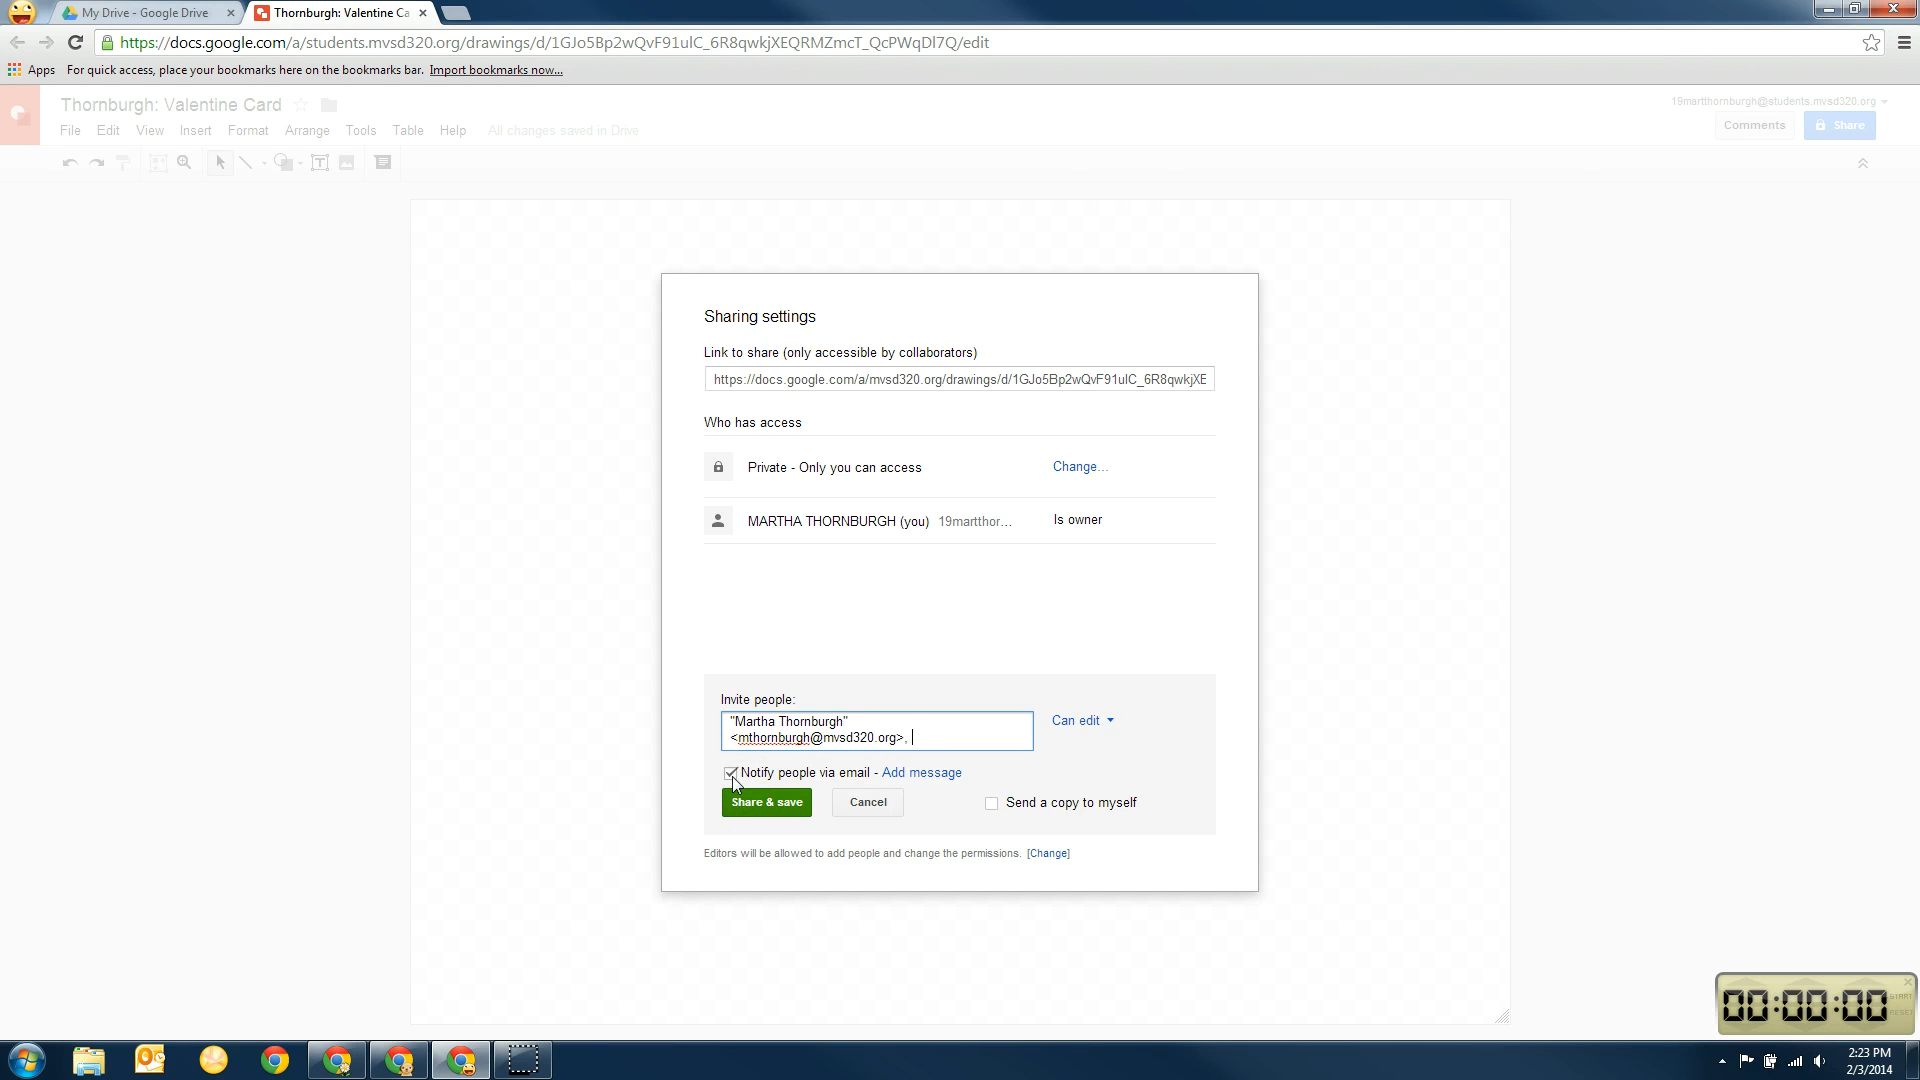 My Drive - Google Drive
Thornburgh: Valentine Ca
https://docs.google.com/a/students.mvsd320.org/drawings/d/1GJo5Bp2wQvF91ulC_6R8qwkjXEQRMZmcT_QcPWqDl7Q/edit
Apps For quick access, place your bookmarks here on the bookmarks bar. Import bookmarks now...
Thornburgh: Valentine Card
19martthornburgh@students.mvsd320.org
File Edit View Insert Format Arrange Tools Table Help All changes saved in Drive
Comments Share
Sharing settings
Link to share (only accessible by collaborators)
https://docs.google.com/a/mvsd320.org/drawings/d/1GJo5Bp2wQvF91ulC_6R8qwkjXE
Who has access
Private - Only you can access Change...
MARTHA THORNBURGH (you) 19martthor... Is owner
Invite people:
"Martha Thornburgh"
<mthornburgh@mvsd320.org>,
Can edit
Notify people via email - Add message
Share & save Cancel Send a copy to myself
Editors will be allowed to add people and change the permissions. [Change]
00:00:00
START
RESET
2:23 PM
2/3/2014